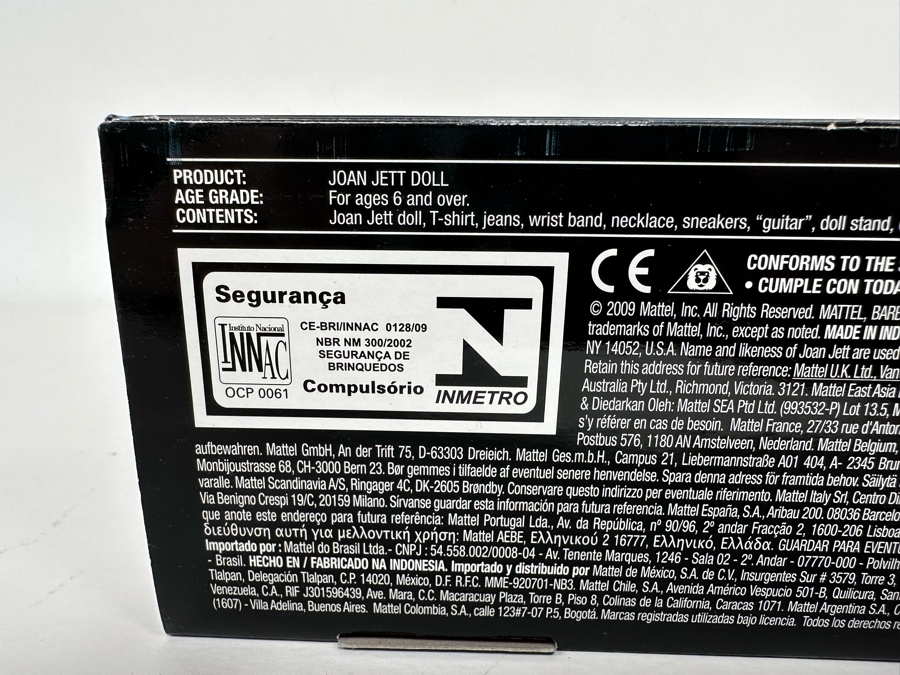 PRODUCT: JOAN JETT DOLL
AGE GRADE: For ages 6 and over.
CONTENTS: Joan Jett doll, T-shirt, jeans, wrist band, necklace, sneakers, “guitar”, doll stand,
Segurança
Instituto Nacional
INNAC
OCP 0061
CE-BRI/INNAC 0128/09
NBR NM 300/2002
SEGURANÇA DE
BRINQUEDOS
Compulsório
INMETRO
CE
CONFORMS TO THE
• CUMPLE CON TODA
© 2009 Mattel, Inc. All Rights Reserved. MATTEL, BARB
trademarks of Mattel, Inc., except as noted. MADE IN IND
NY 14052, U.S.A. Name and likeness of Joan Jett are used
Retain this address for future reference: Mattel U.K. Ltd., Van
Australia Pty Ltd., Richmond, Victoria. 3121. Mattel East Asia
& Diedarkan Oleh: Mattel SEA Ptd Ltd. (993532-P) Lot 13.5, M
s'y référer en cas de besoin. Mattel France, 27/33 rue d'Anton
Postbus 576, 1180 AN Amstelveen, Nederland. Mattel Belgium,
aufbewahren. Mattel GmbH, An der Trift 75, D-63303 Dreieich. Mattel Ges.m.b.H., Campus 21, Liebermannstraße A01 404, A- 2345 Brun
Monbijoustrasse 68, CH-3000 Bern 23. Bør gemmes i tilfaelde af eventuel senere henvendelse. Spara denna adress för framtida behov. Säilytä
varalle. Mattel Scandinavia A/S, Ringager 4C, DK-2605 Brøndby. Conservare questo indirizzo per eventuale riferimento. Mattel Italy Srl, Centro Di
Via Benigno Crespi 19/C, 20159 Milano. Sirvanse guardar esta información para futura referencia. Mattel España, S.A., Aribau 200. 08036 Barcelo
que anote este endereço para futura referência: Mattel Portugal Lda., Av. da República, nº 90/96, 2º andar Fracção 2, 1600-206 Lisboa
διεύθυνση αυτή για μελλοντική χρήση: Mattel AEBE, Ελληνικού 2 16777, Ελληνικό, Ελλάδα. GUARDAR PARA EVENTU
Importado por : Mattel do Brasil Ltda.- CNPJ : 54.558.002/0008-04 - Av. Tenente Marques, 1246 - Sala 02 - 2º. Andar - 07770-000 - Polvilh
- Brasil. HECHO EN / FABRICADO NA INDONESIA. Importado y distribuido por Mattel de México, S.A. de C.V., Insurgentes Sur # 3579, Torre 3,
Tlalpan, Delegación Tlalpan, C.P. 14020, México, D.F. R.F.C. MME-920701-NB3. Mattel Chile, S.A., Avenida Américo Vespucio 501-B, Quilicura, San
Venezuela, C.A., RIF J301596439, Ave. Mara, C.C. Macaracuay Plaza, Torre B, Piso 8, Colinas de la California, Caracas 1071. Mattel Argentina S.A., C
(1607) - Villa Adelina, Buenos Aires. Mattel Colombia, S.A., calle 123#7-07 P.5, Bogotá. Marcas registradas utilizadas bajo licencia. Todos los derechos re